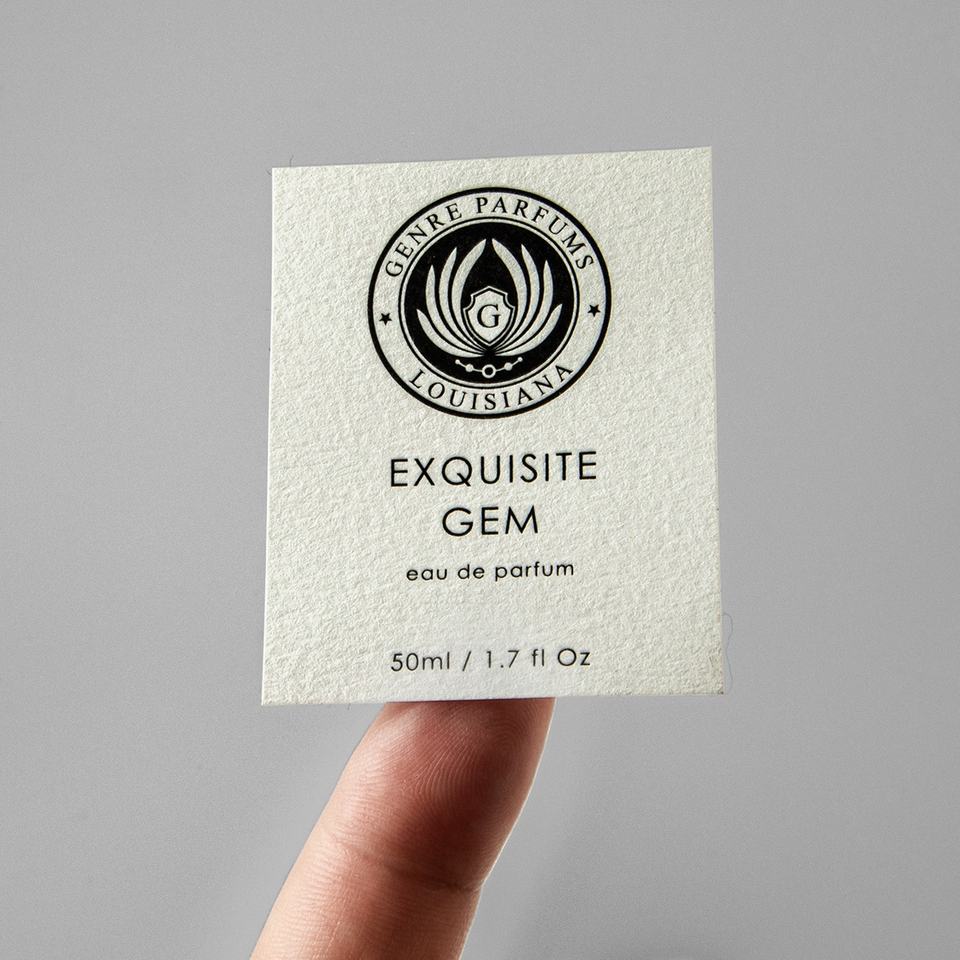 GENRE PARFUMS
G
LOUISIANA
EXQUISITE
GEM
eau de parfum
50ml / 1.7 fl Oz